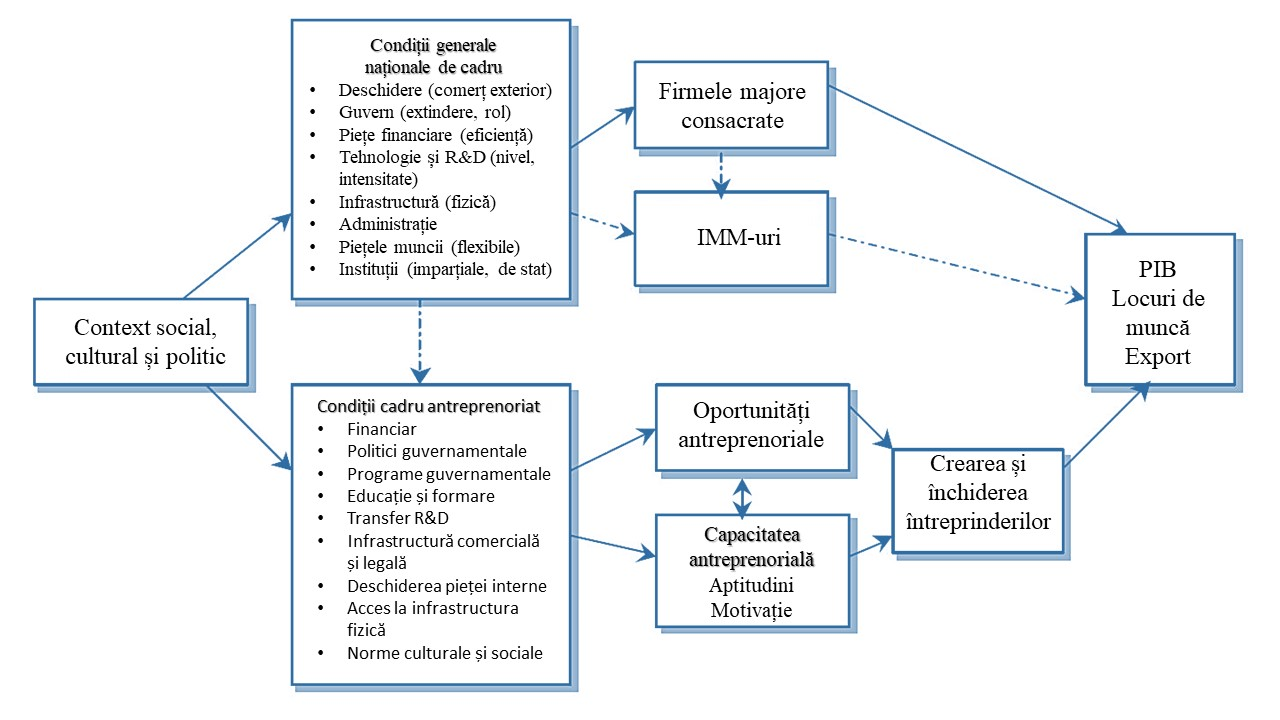 Context social,
cultural și politic
Condiții generale
naționale de cadru
• Deschidere (comerț exterior)
• Guvern (extindere, rol)
• Piețe financiare (eficiență)
• Tehnologie și R&D (nivel,
intensitate)
• Infrastructură (fizică)
• Administrație
• Piețele muncii (flexibile)
• Instituții (imparțiale, de stat)
Condiții cadru antreprenoriat
• Financiar
• Politici guvernamentale
• Programe guvernamentale
• Educație și formare
• Transfer R&D
• Infrastructură comercială
și legală
• Deschiderea pieței interne
• Acces la infrastructura
fizică
• Norme culturale și sociale
Firmele majore
consacrate
IMM-uri
Oportunități
antreprenoriale
Capacitatea
antreprenorială
Aptitudini
Motivație
Crearea și
închiderea
întreprinderilor
PIB
Locuri de
muncă
Export